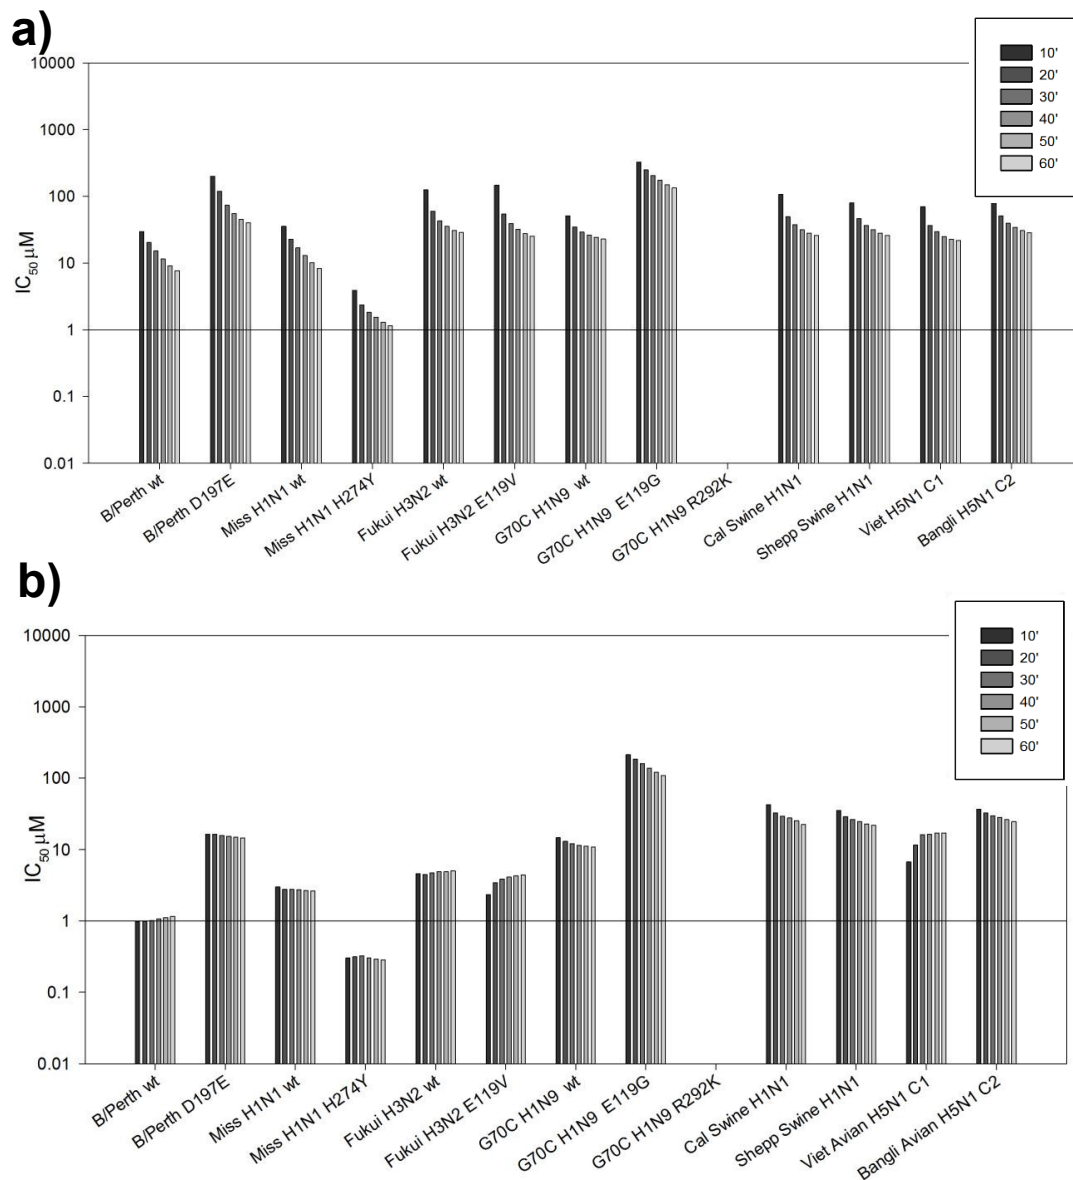 a)
10'
20'
30'
40'
50'
60'
10000
1000
100
10
1
0.1
0.01
IC50 µM
B/Perth wt
B/Perth D197E
Miss H1N1 wt
Miss H1N1 H274Y
Fukui H3N2 wt
Fukui H3N2 E119V
G70C H1N9 wt
G70C H1N9 E119G
G70C H1N9 R292K
Cal Swine H1N1
Shepp Swine H1N1
Viet H5N1 C1
Bangli H5N1 C2
b)
10'
20'
30'
40'
50'
60'
10000
1000
100
10
1
0.1
0.01
IC50 µM
B/Perth wt
B/Perth D197E
Miss H1N1 wt
Miss H1N1 H274Y
Fukui H3N2 wt
Fukui H3N2 E119V
G70C H1N9 wt
G70C H1N9 E119G
G70C H1N9 R292K
Cal Swine H1N1
Shepp Swine H1N1
Viet Avian H5N1 C1
Bangli Avian H5N1 C2